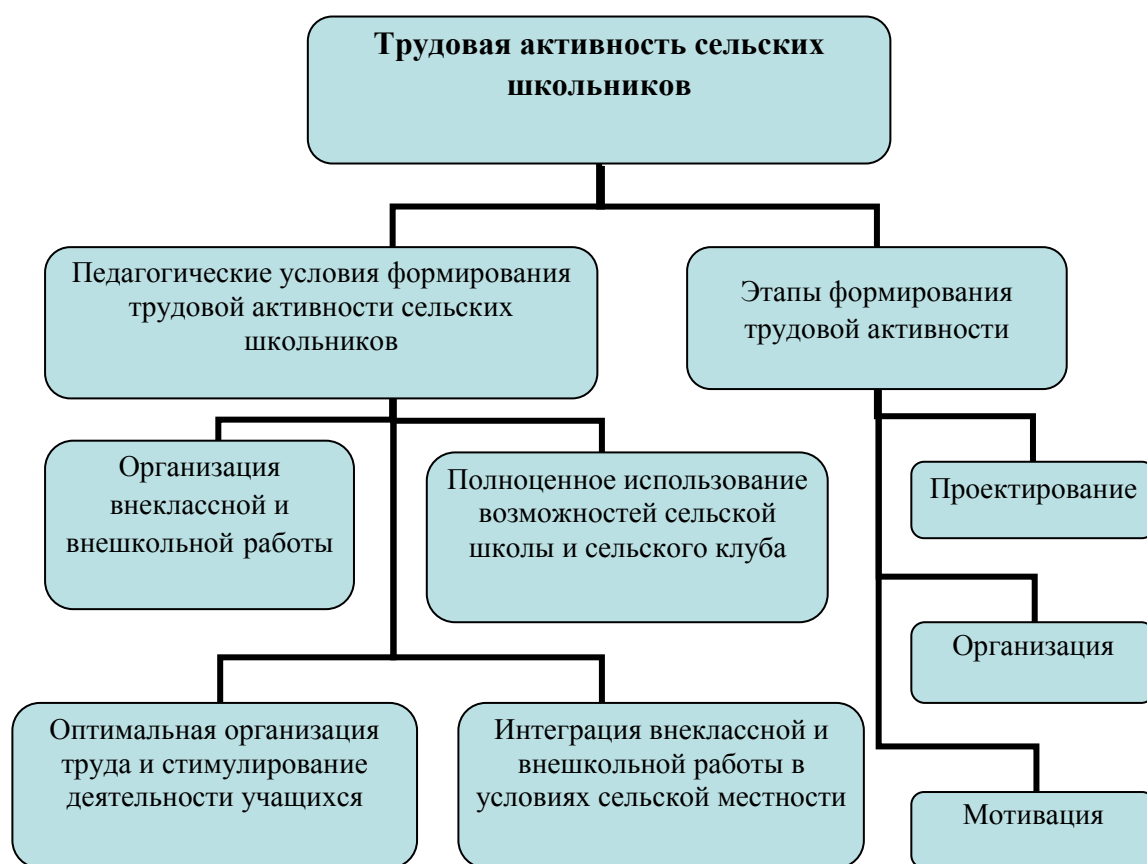 Трудовая активность сельских
школьников
Педагогические условия формирования
трудовой активности сельских
школьников
Этапы формирования
трудовой активности
Организация
внеклассной и
внешкольной работы
Полноценное использование
возможностей сельской
школы и сельского клуба
Проектирование
Организация
Оптимальная организация
труда и стимулирование
деятельности учащихся
Интеграция внеклассной и
внешкольной работы в
условиях сельской местности
Мотивация